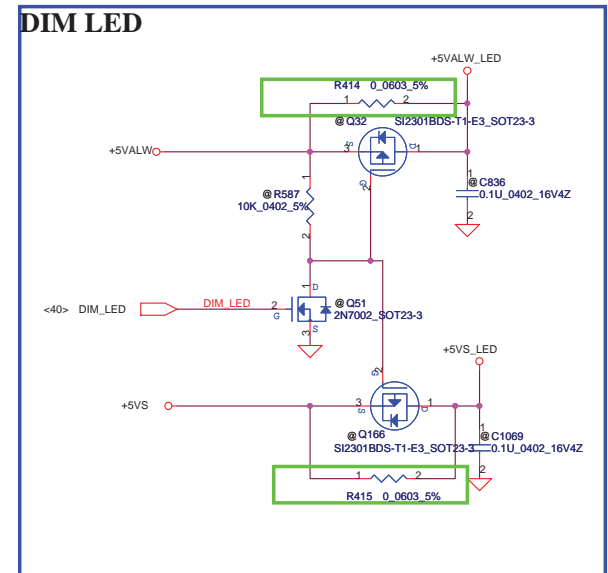 DIM LED
+5VALW_LED
R414 0_0603_5%
1 2
@Q32 SI2301BDS-T1-E3_SOT23-3
+5VALW 3 S D 1
G 2
1
@R587
10K_0402_5%
2
1
@C836
0.1U_0402_16V4Z
2
1 D
<40> DIM_LED DIM_LED 2 G
@Q51
2N7002_SOT23-3
3 S
+5VS_LED
G 2
+5VS 3 S D 1
@Q166
SI2301BDS-T1-E3_SOT23-3
1
@C1069
0.1U_0402_16V4Z
2
1 2
R415 0_0603_5%